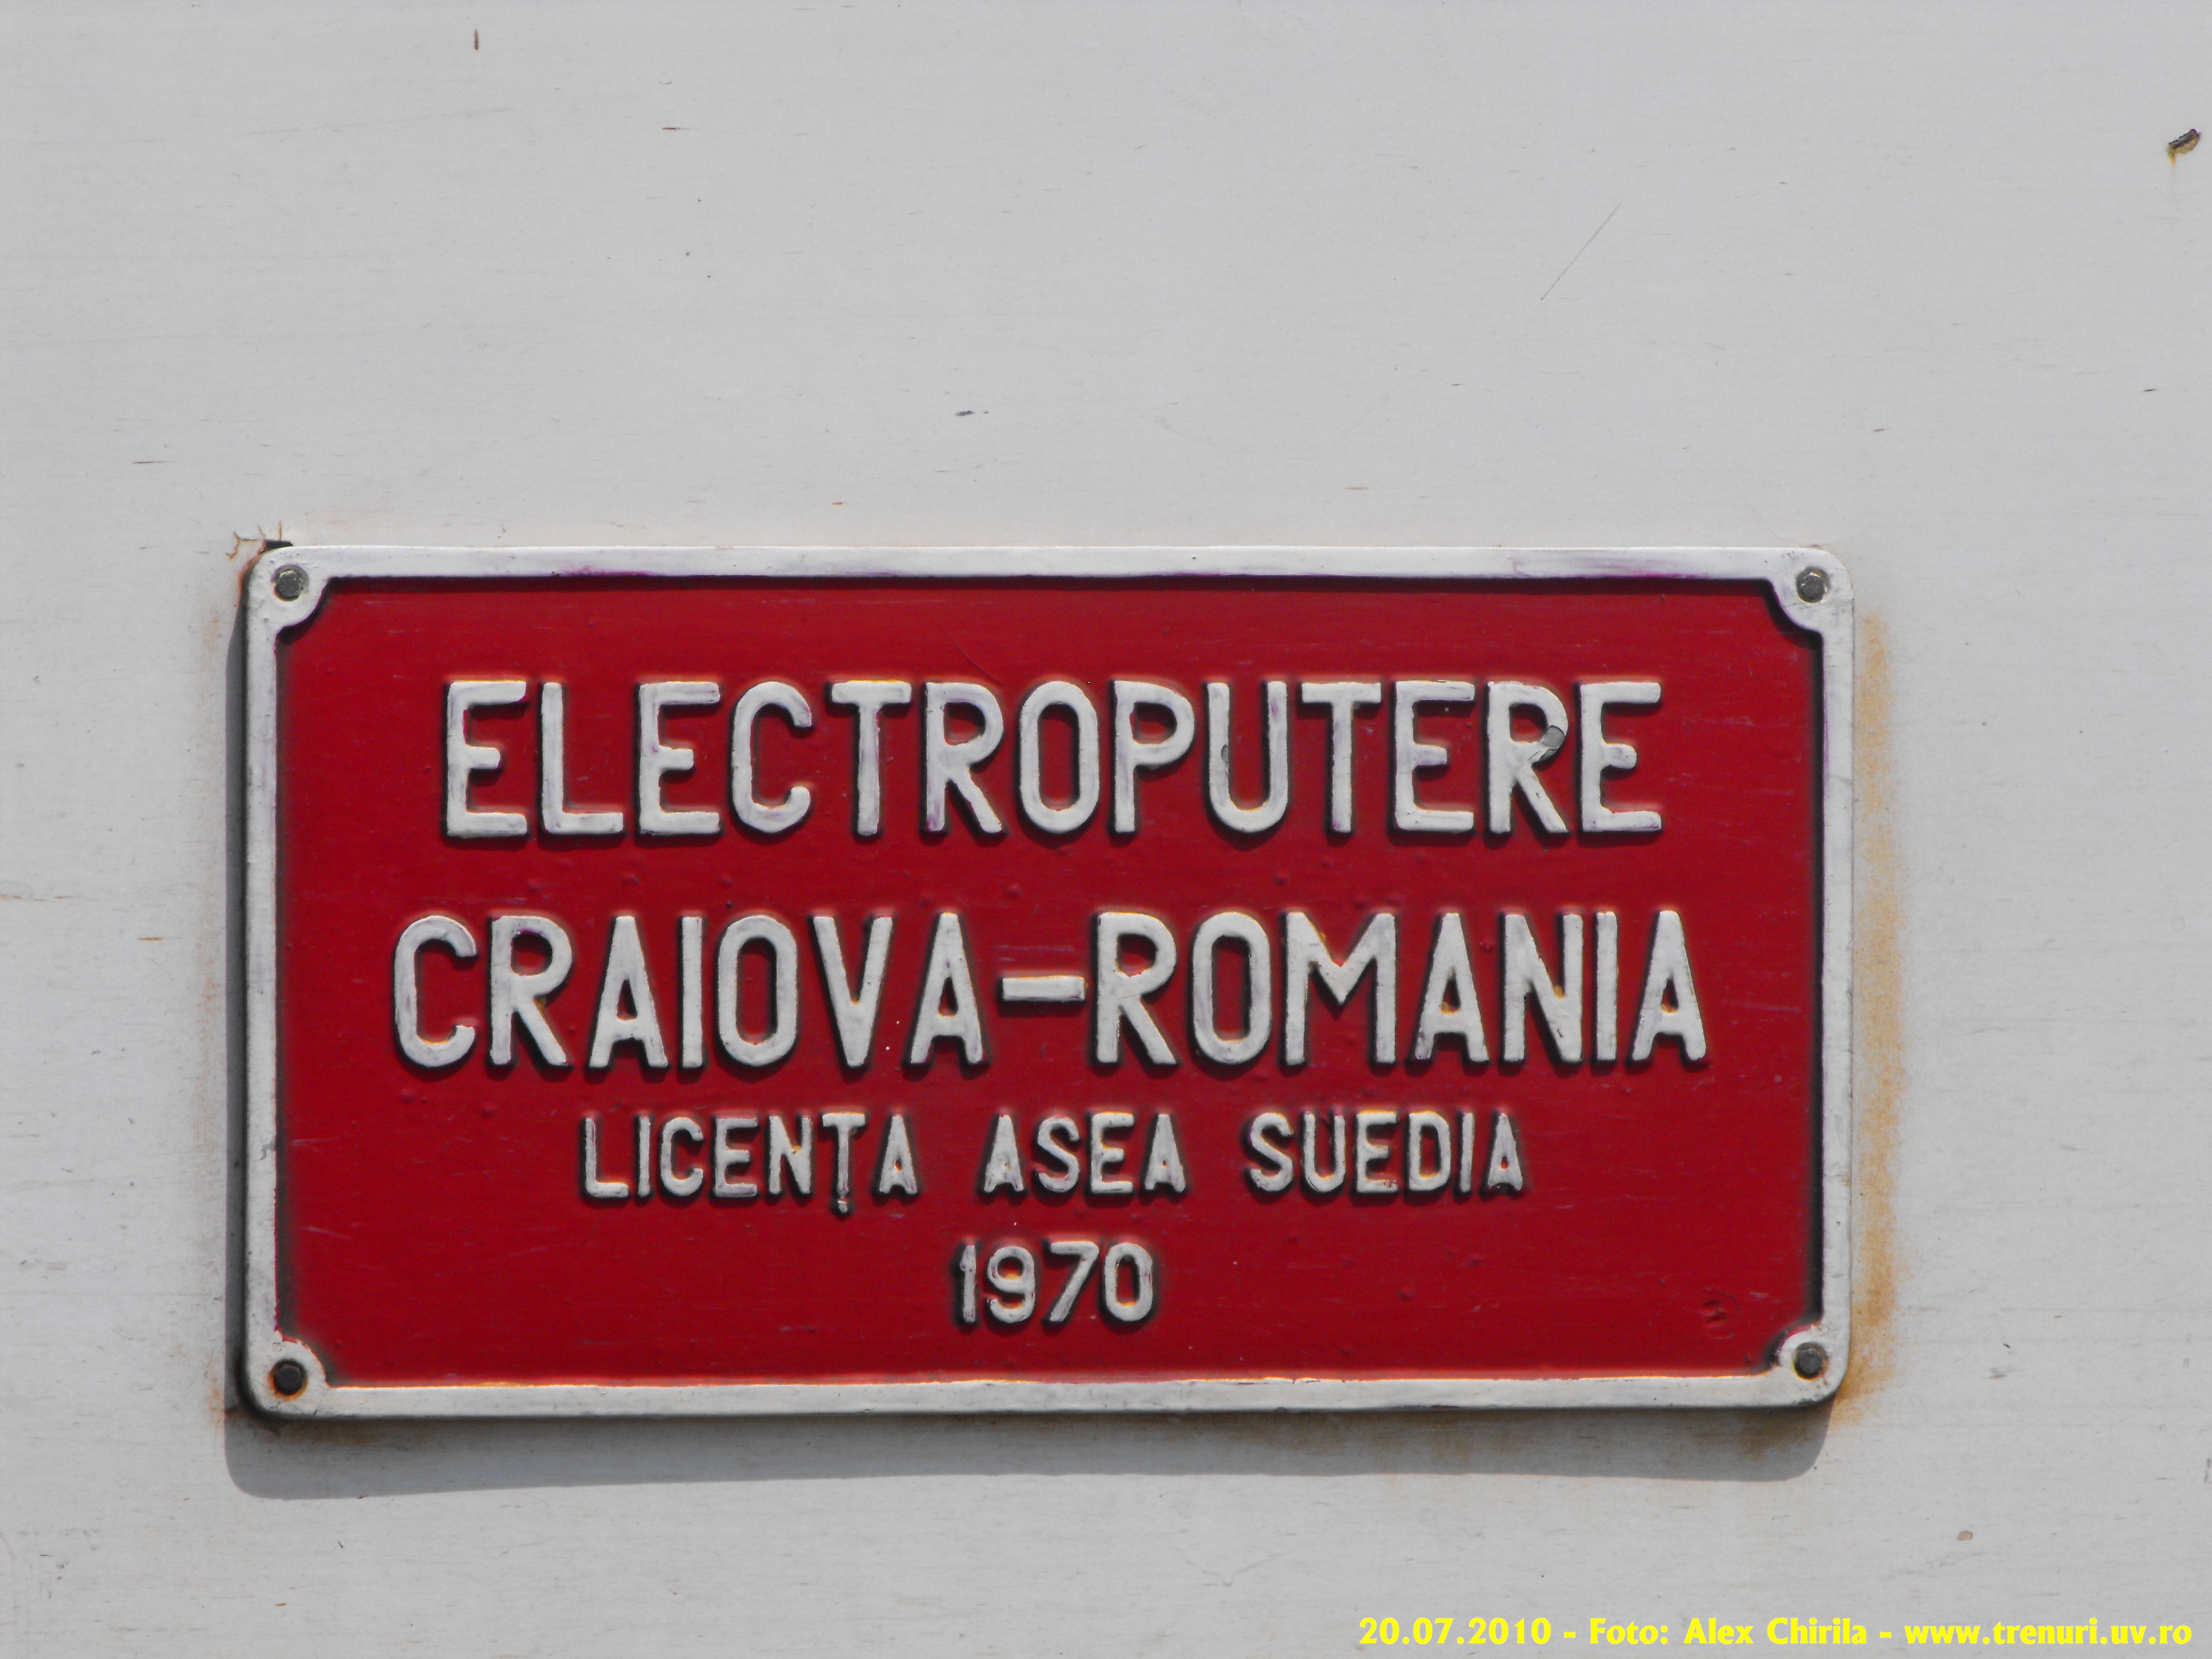 ELECTROPUTERE
CRAIOVA-ROMANIA
LICENȚA ASEA SUEDIA
1970
20.07.2010 - Foto: Alex Chirila - www.trenuri.uv.ro